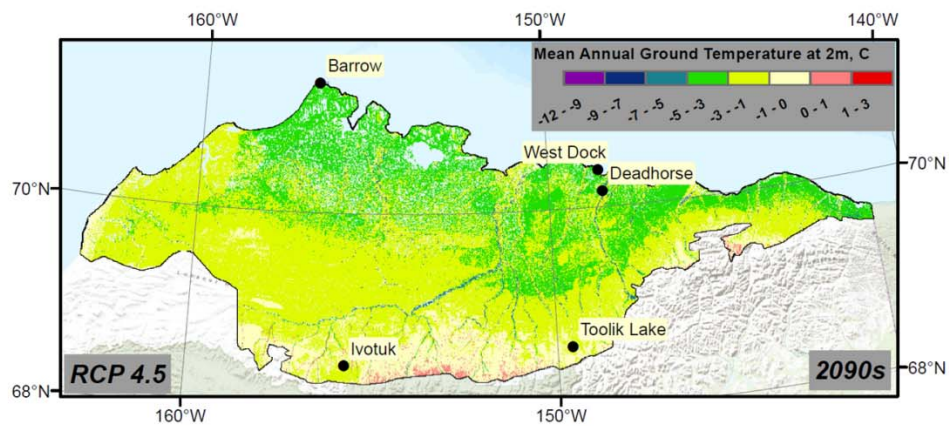 160°W
150°W
140°W
Mean Annual Ground Temperature at 2m, C
-12 - -9
-9 - -7
-7 - -5
-5 - -3
-3 - -1
-1 - 0
0 - 1
1 - 3
Barrow
West Dock
Deadhorse
70°N
70°N
Toolik Lake
Ivotuk
RCP 4.5
2090s
68°N
68°N
160°W
150°W